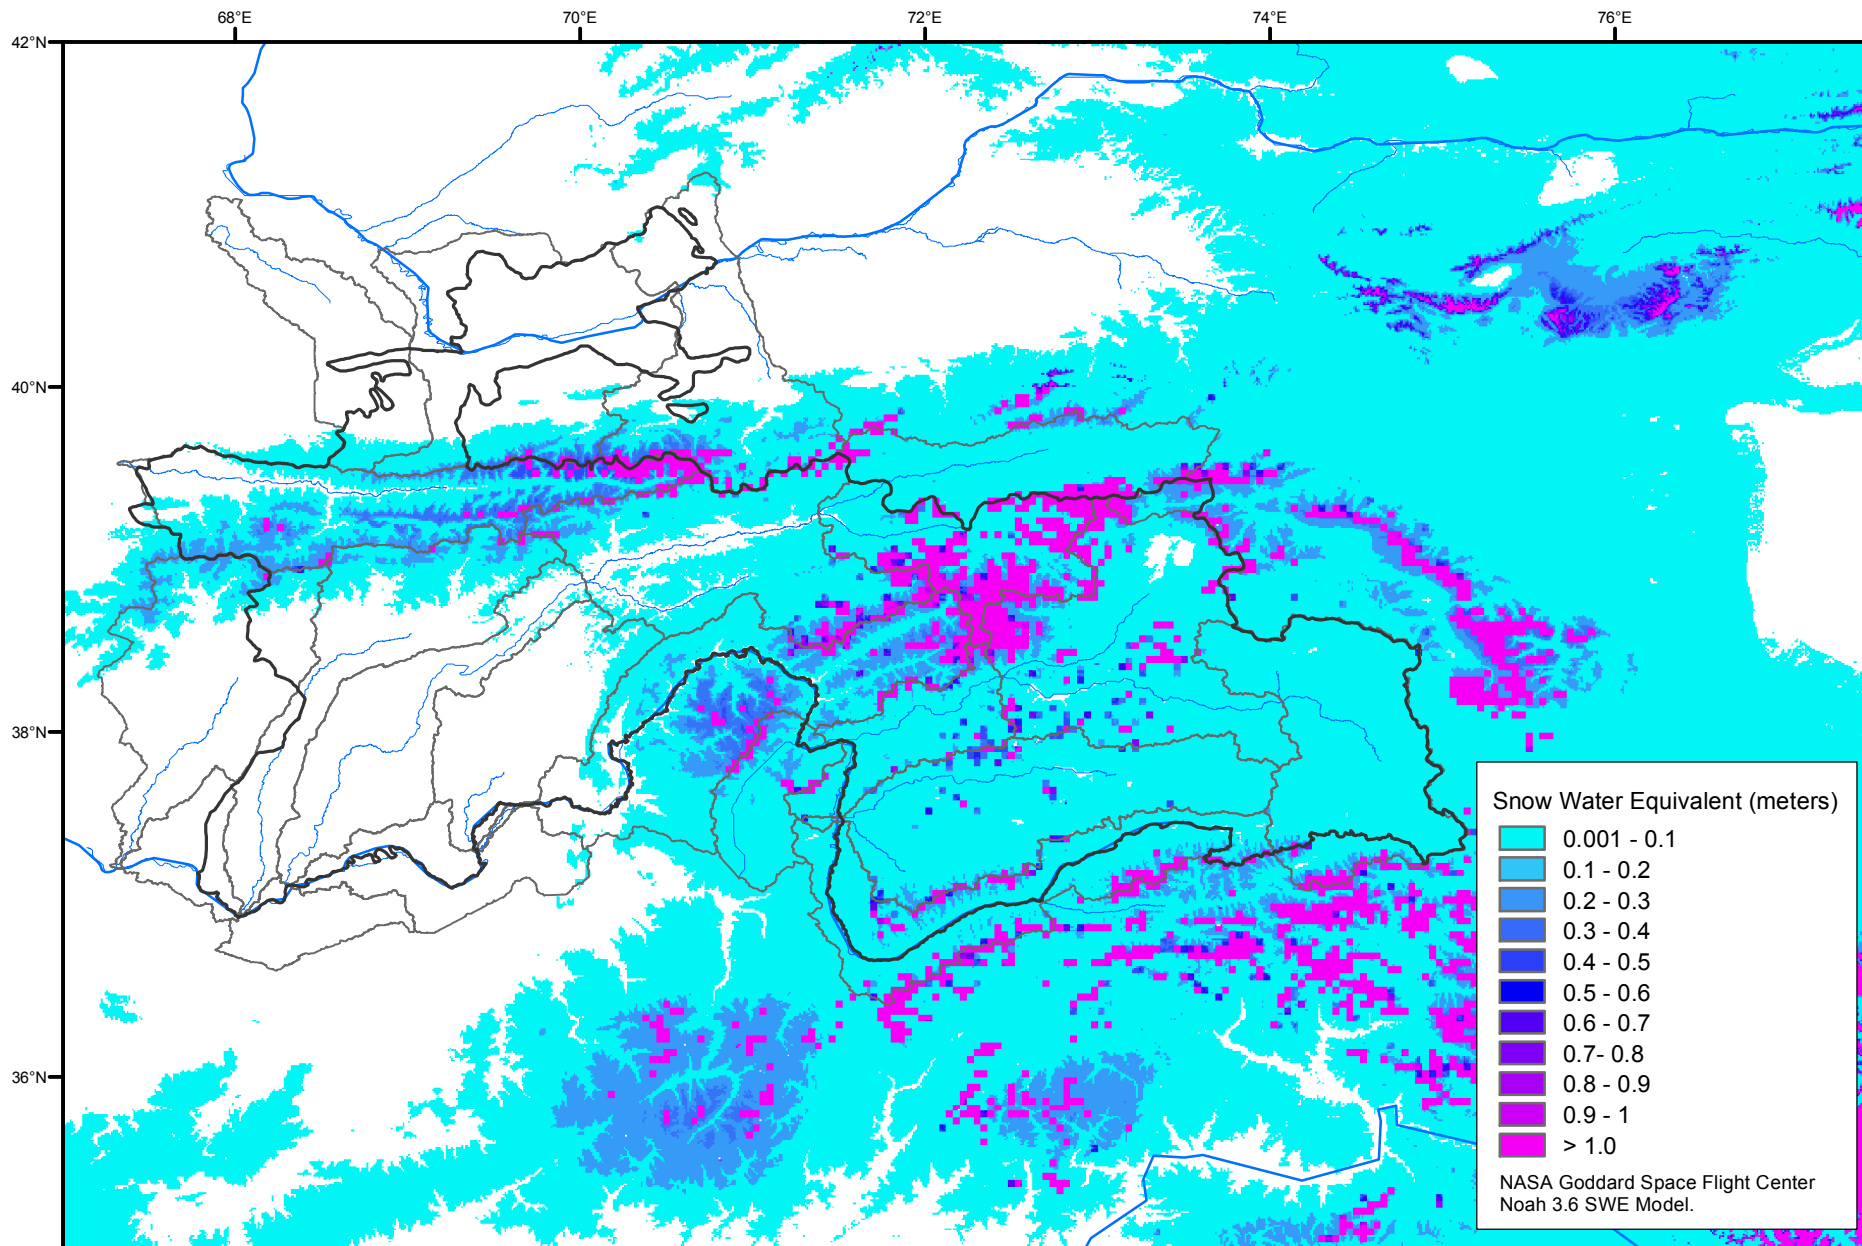 68°E 70°E 72°E 74°E 76°E
42°N
40°N
38°N
36°N
Snow Water Equivalent (meters)
0.001 - 0.1
0.1 - 0.2
0.2 - 0.3
0.3 - 0.4
0.4 - 0.5
0.5 - 0.6
0.6 - 0.7
0.7- 0.8
0.8 - 0.9
0.9 - 1
> 1.0
NASA Goddard Space Flight Center
Noah 3.6 SWE Model.